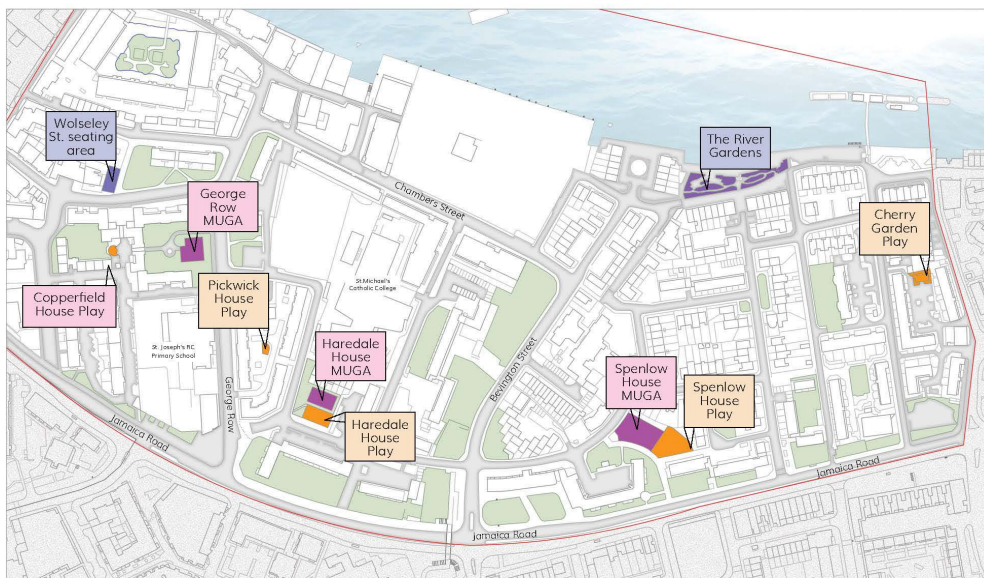 Wolseley
St. seating
area
The River
Gardens
George
Row
MUGA
Chambers Street
Cherry
Garden
Play
Copperfield
House Play
Pickwick
House
Play
St.Michael's
Catholic College
St. Joseph's RC
Primary School
Haredale
House
MUGA
Bevington Street
Spenlow
House
MUGA
Spenlow
House
Play
George Row
Haredale
House
Play
Jamaica Road
Jamaica Road
Jamaica Road